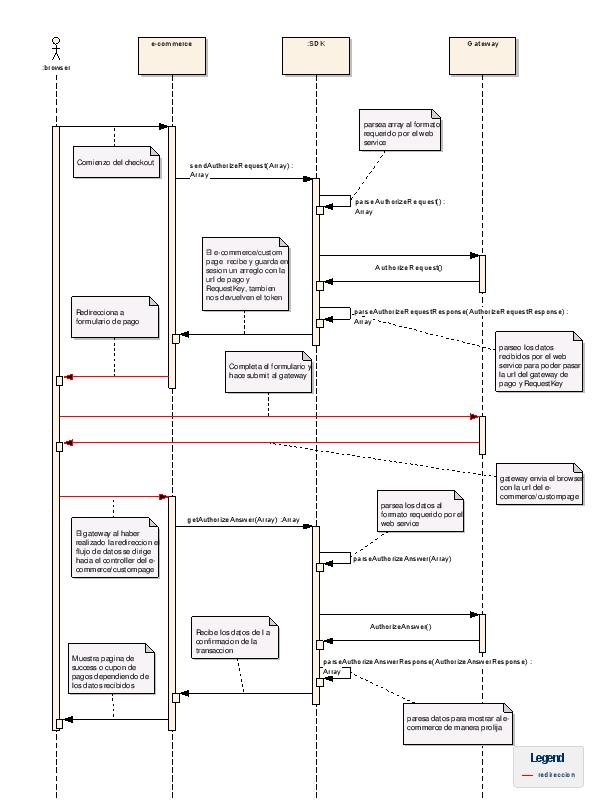 :browser
e-commerce
:SDK
Gateway
parsea array al formato
requerido por el web
service
Comienzo del checkout
sendAuthorizeRequest(Array) :
Array
parseAuthorizeRequest() :
Array
El e-commerce/custom
page recibe y guarda en
sesion un arreglo con la
url de pago y
RequestKey, tambien
nos devuelven el token
AuthorizeRequest()
Redirecciona a
formulario de pago
parseAuthorizeRequestResponse(AuthorizeRequestResponse) :
Array
parseo los datos
recibidos por el web
service para poder pasar
la url del gateway de
pago y RequestKey
Completa el formulario y
hace submit al gateway
gateway envia el browser
con la url del e-
commerce/custompage
parsea los datos al
formato requerido por el
web service
getAuthorizeAnswer(Array) :Array
El gateway al haber
realizado la redireccion el
flujo de datos se dirige
hacia el controller del e-
commerce/custompage
parseAuthorizeAnswer(Array)
Recibe los datos de l a
confirmacion de la
transaccion
AuthorizeAnswer()
Muestra pagina de
success o cupon de
pagos dependiendo de
los datos recibidos
parseAuthorizeAnswerResponse(AuthorizeAnswerResponse) :
Array
paresa datos para mostrar al e-
commerce de manera prolija
Legend
redireccion